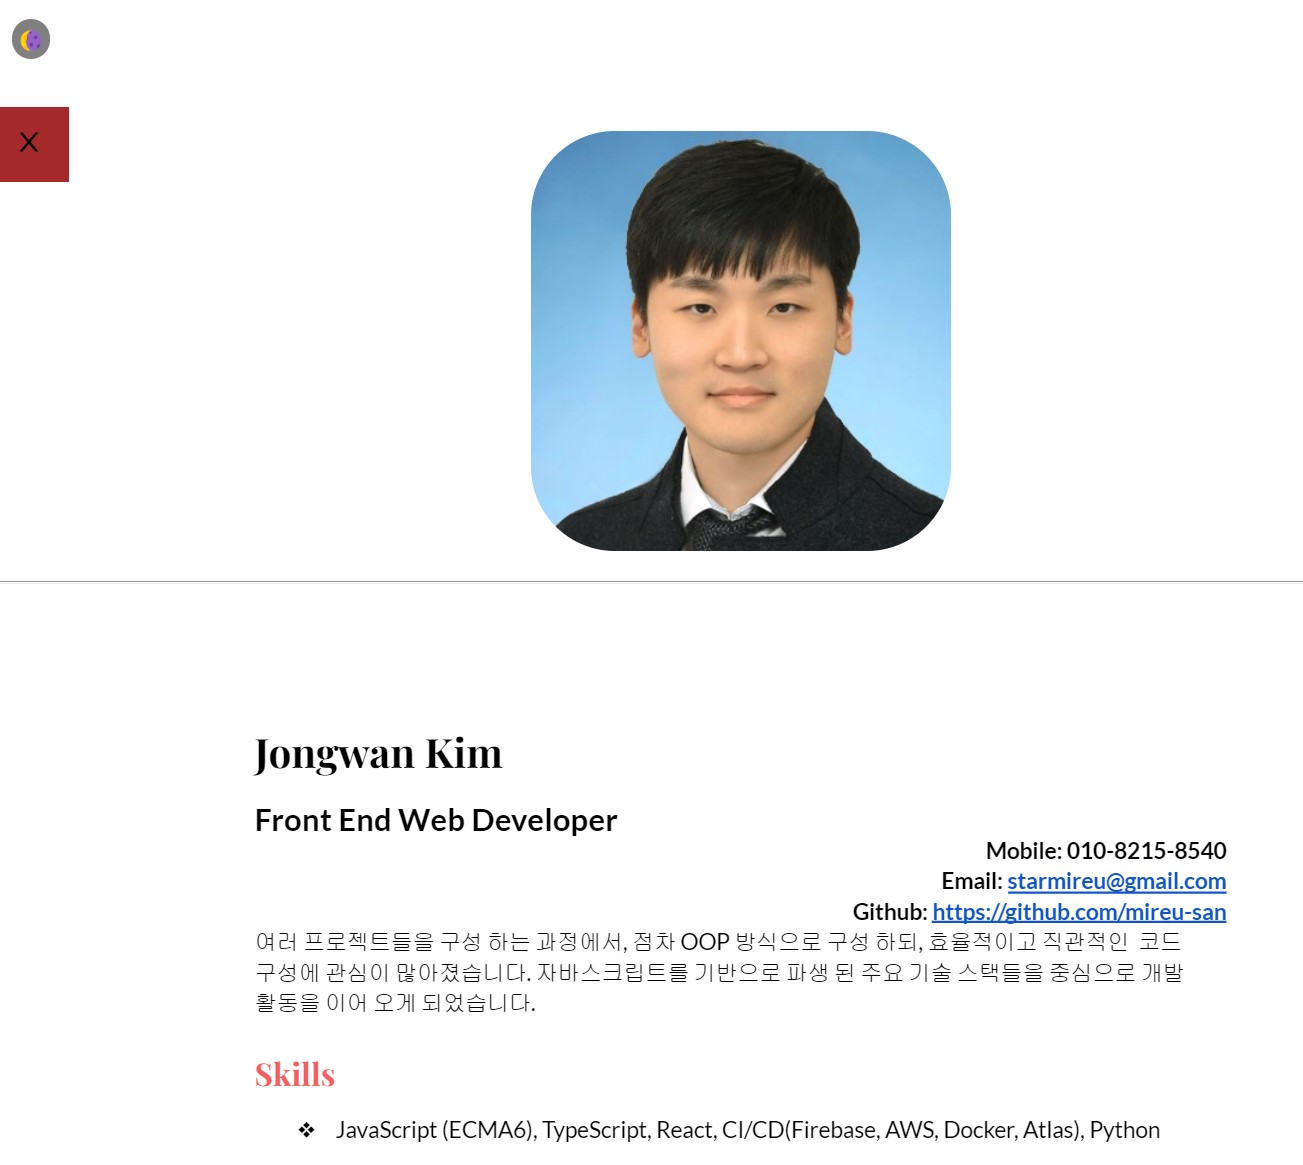 X
Jongwan Kim
Front End Web Developer
Mobile: 010-8215-8540
Email: starmireu@gmail.com
Github: https://github.com/mireu-san
여러 프로젝트들을 구성 하는 과정에서, 점차 OOP 방식으로 구성 하되, 효율적이고 직관적인 코드
구성에 관심이 많아졌습니다. 자바스크립트를 기반으로 파생 된 주요 기술 스택들을 중심으로 개발
활동을 이어 오게 되었습니다.
Skills
❖ JavaScript (ECMA6), TypeScript, React, CI/CD(Firebase, AWS, Docker, Atlas), Python